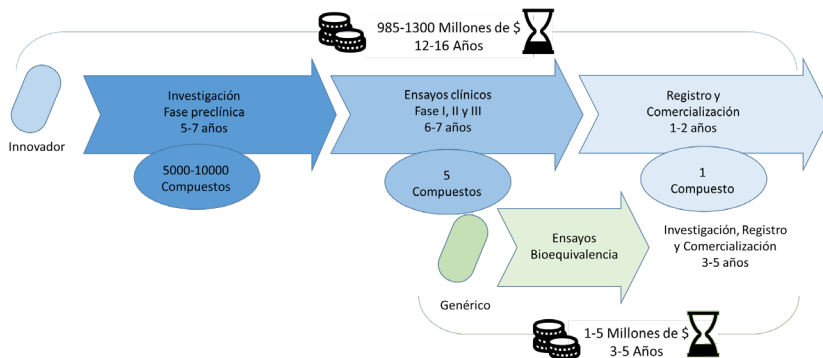 985-1300 Millones de $
12-16 Años
Innovador
Investigación
Fase preclínica
5-7 años
5000-10000
Compuestos
Ensayos clínicos
Fase I, II y III
6-7 años
5
Compuestos
Registro y
Comercialización
1-2 años
1
Compuesto
Genérico
Ensayos
Bioequivalencia
Investigación, Registro
y Comercialización
3-5 años
1-5 Millones de $
3-5 Años